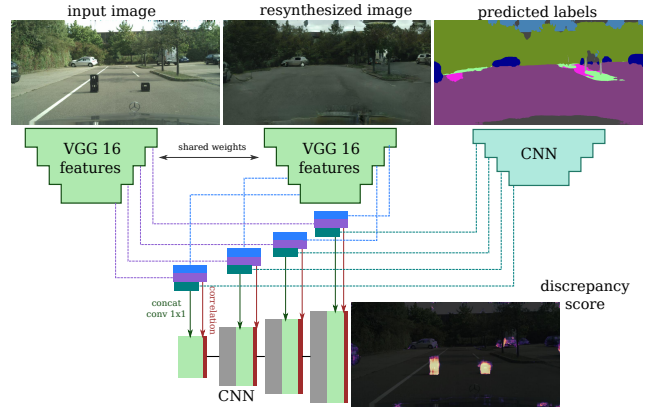 input image
resynthesized image
predicted labels
VGG 16
features
shared weights
VGG 16
features
CNN
concat
conv 1x1
correlation
discrepancy
score
CNN